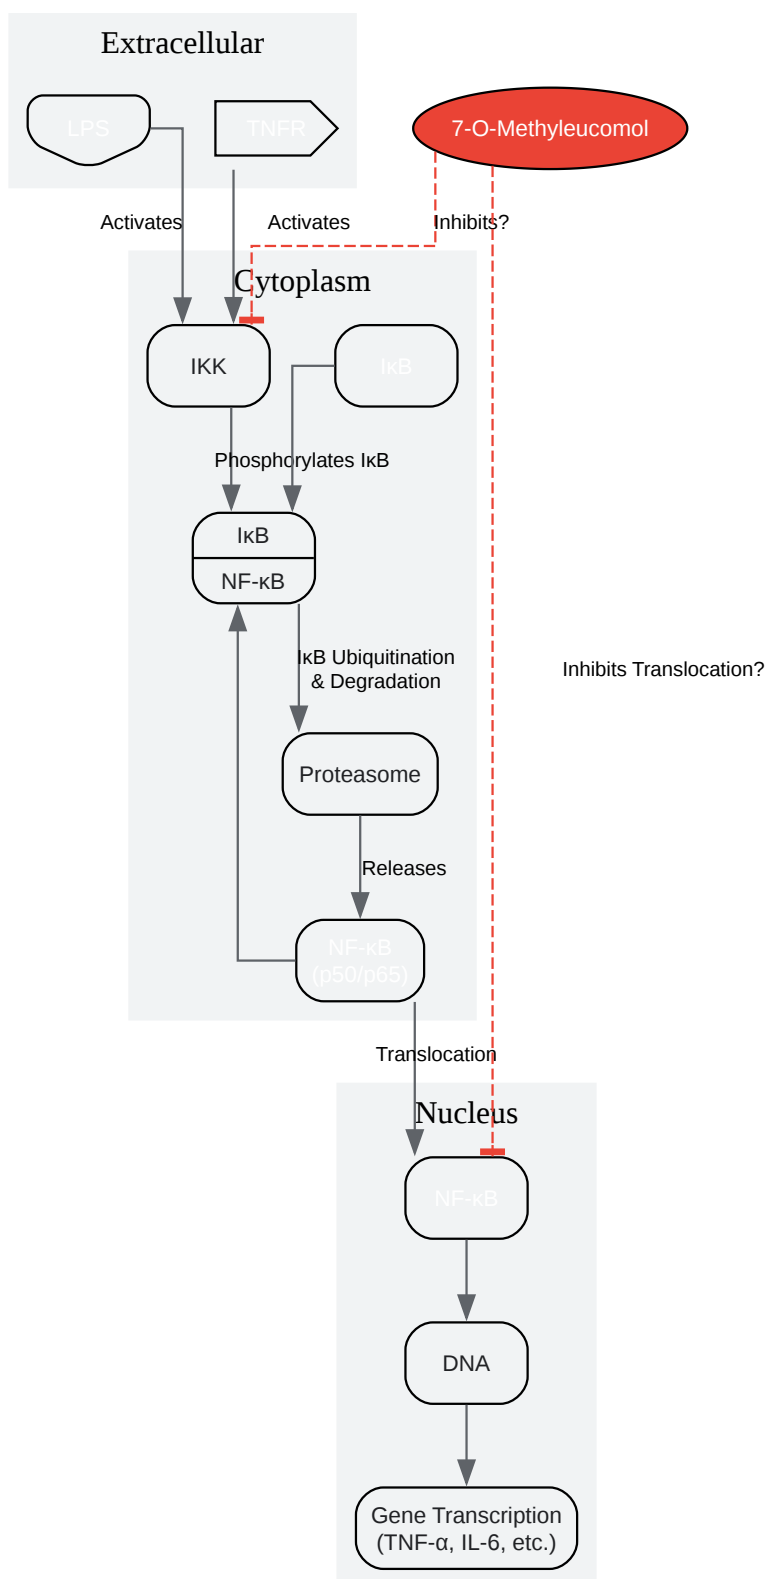 Extracellular
LPS
TNFR
7-O-Methyleucomol
Activates
Activates
Inhibits?
Cytoplasm
IKK
IκB
Phosphorylates IκB
IκB
NF-κB
IκB Ubiquitination
& Degradation
Inhibits Translocation?
Proteasome
Releases
NF-κB
(p50/p65)
Translocation
Nucleus
NF-κB
DNA
Gene Transcription
(TNF-α, IL-6, etc.)